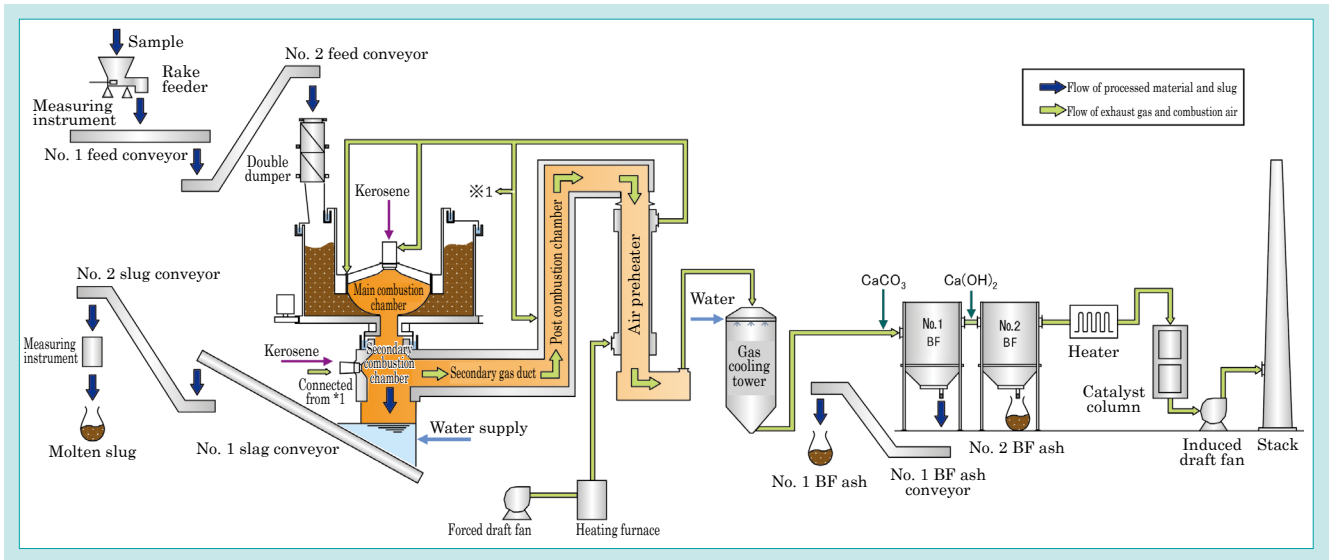 Sample
Rake
feeder
Measuring
instrument
No. 1 feed conveyor
No. 2 feed conveyor
Double
dumper
Kerosene
※1
Main combustion
chamber
Kerosene
Connected
from *1
Secondary
combustion
chamber
Secondary gas duct
Post combustion chamber
Air preheater
Water supply
No. 2 slug conveyor
Measuring
instrument
Molten slug
No. 1 slag conveyor
Forced draft fan
Heating furnace
Water
Gas
cooling
tower
CaCO3
Ca(OH)2
No.1
BF
No.2
BF
Heater
Catalyst
column
Induced
draft fan
Stack
No. 1 BF ash
No. 1 BF ash
conveyor
No. 2 BF ash
Flow of processed material and slug
Flow of exhaust gas and combustion air